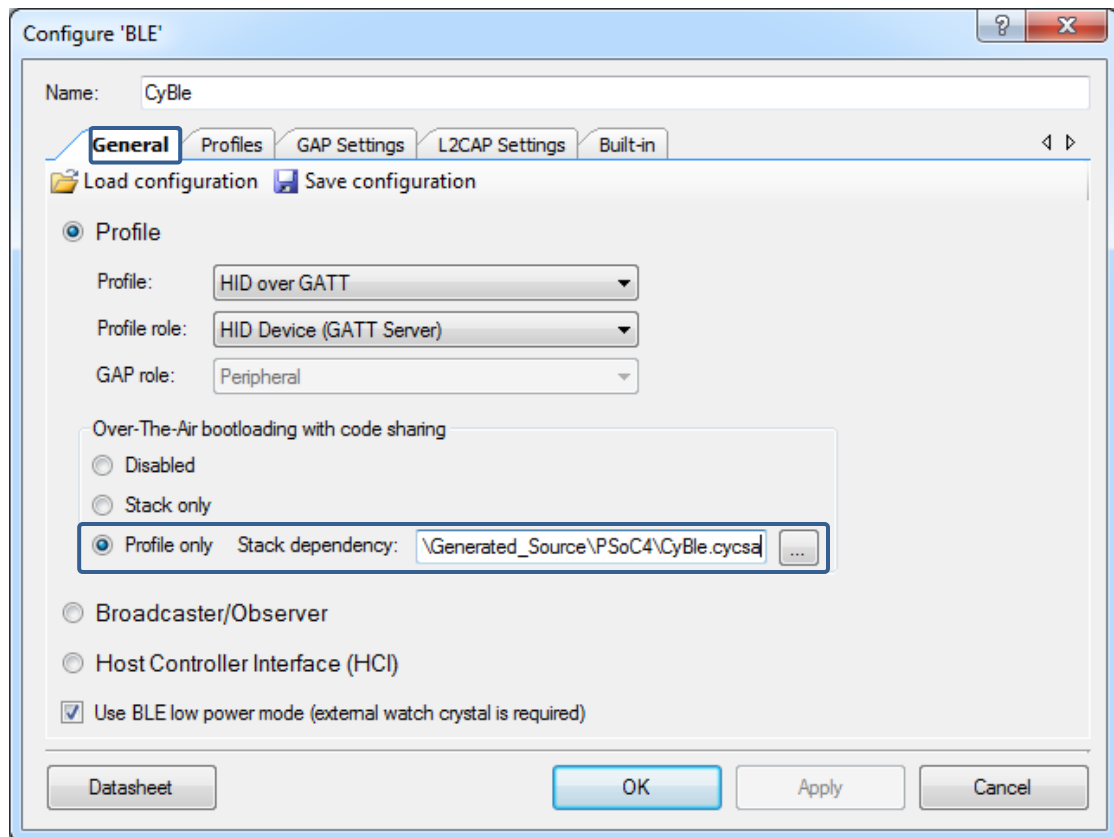 Configure 'BLE'
Name: CyBle
General Profiles GAP Settings L2CAP Settings Built-in
Load configuration Save configuration
Profile
Profile: HID over GATT
Profile role: HID Device (GATT Server)
GAP role: Peripheral
Over-The-Air bootloading with code sharing
Disabled
Stack only
Profile only Stack dependency: \Generated_Source\PSoC4\CyBle.cycsa ...
Broadcaster/Observer
Host Controller Interface (HCI)
Use BLE low power mode (external watch crystal is required)
Datasheet OK Apply Cancel